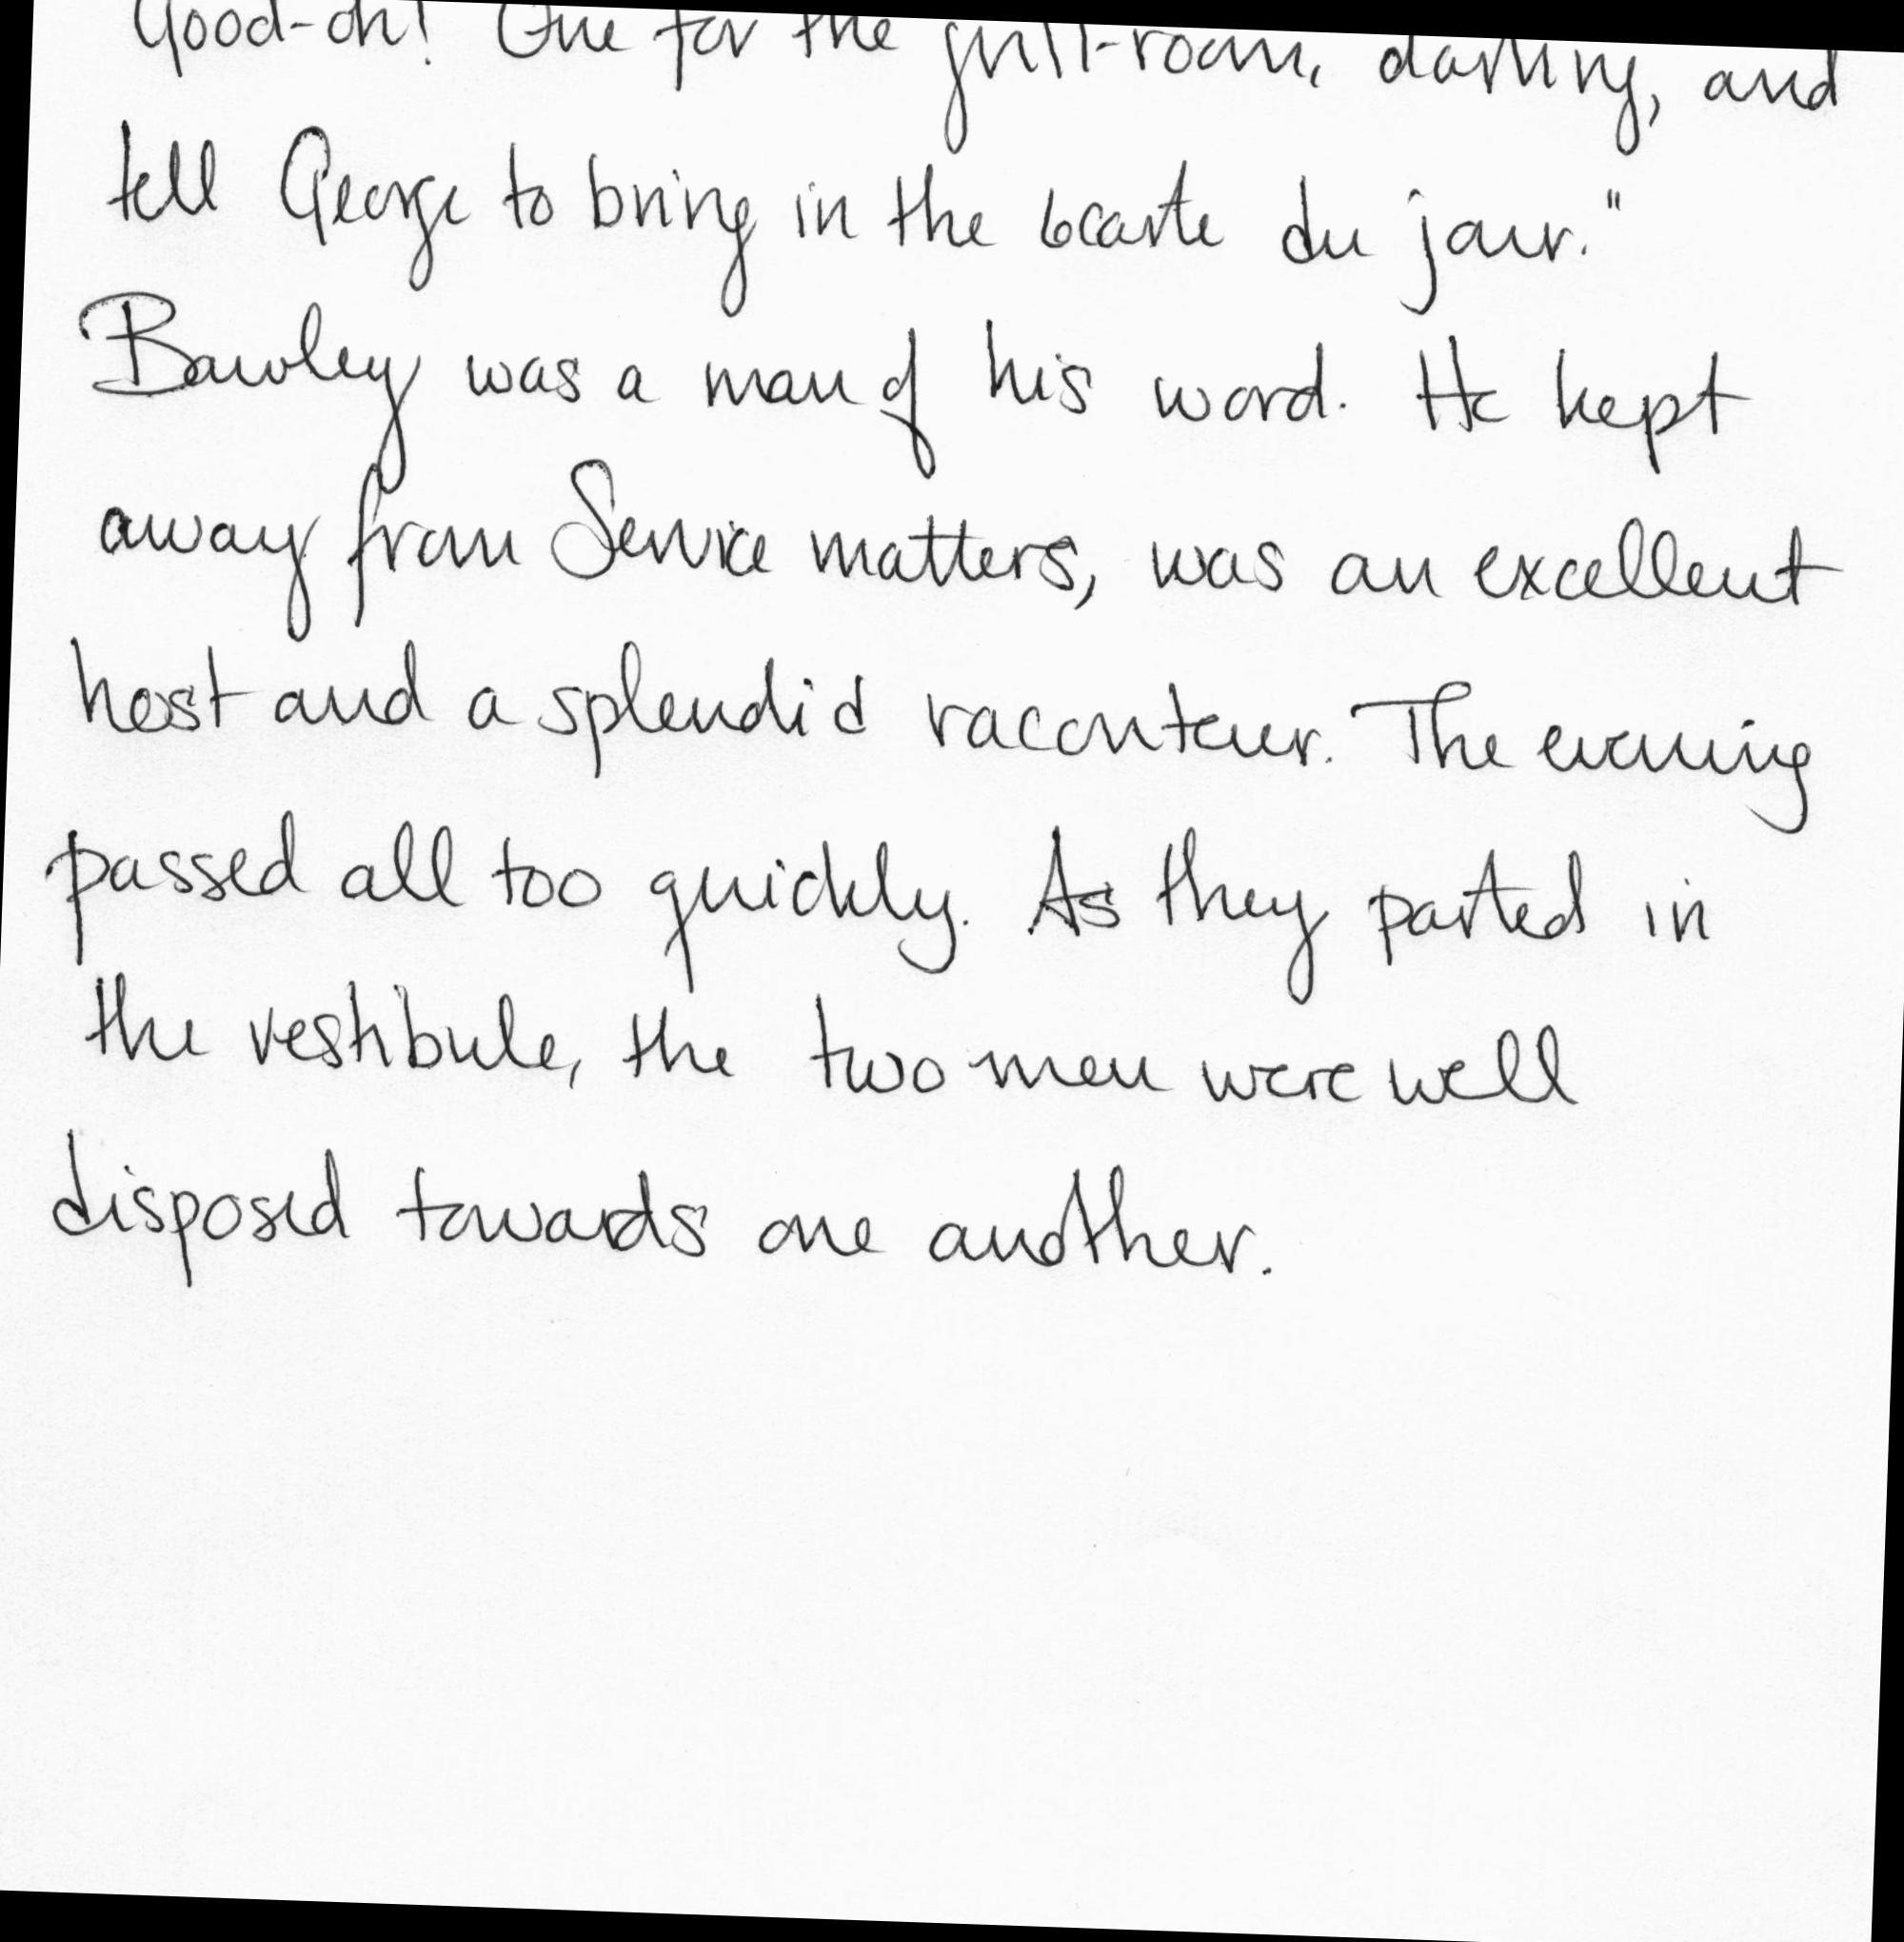 Good-oh! One for the grill-room, darling, and
tell George to bring in the 6carte du jour."
Bawley was a man of his word. He kept
away from Service matters, was an excellent
host and a splendid raconteur. The evening
passed all too quickly. As they parted in
the vestibule, the two men were well
disposed towards one another.